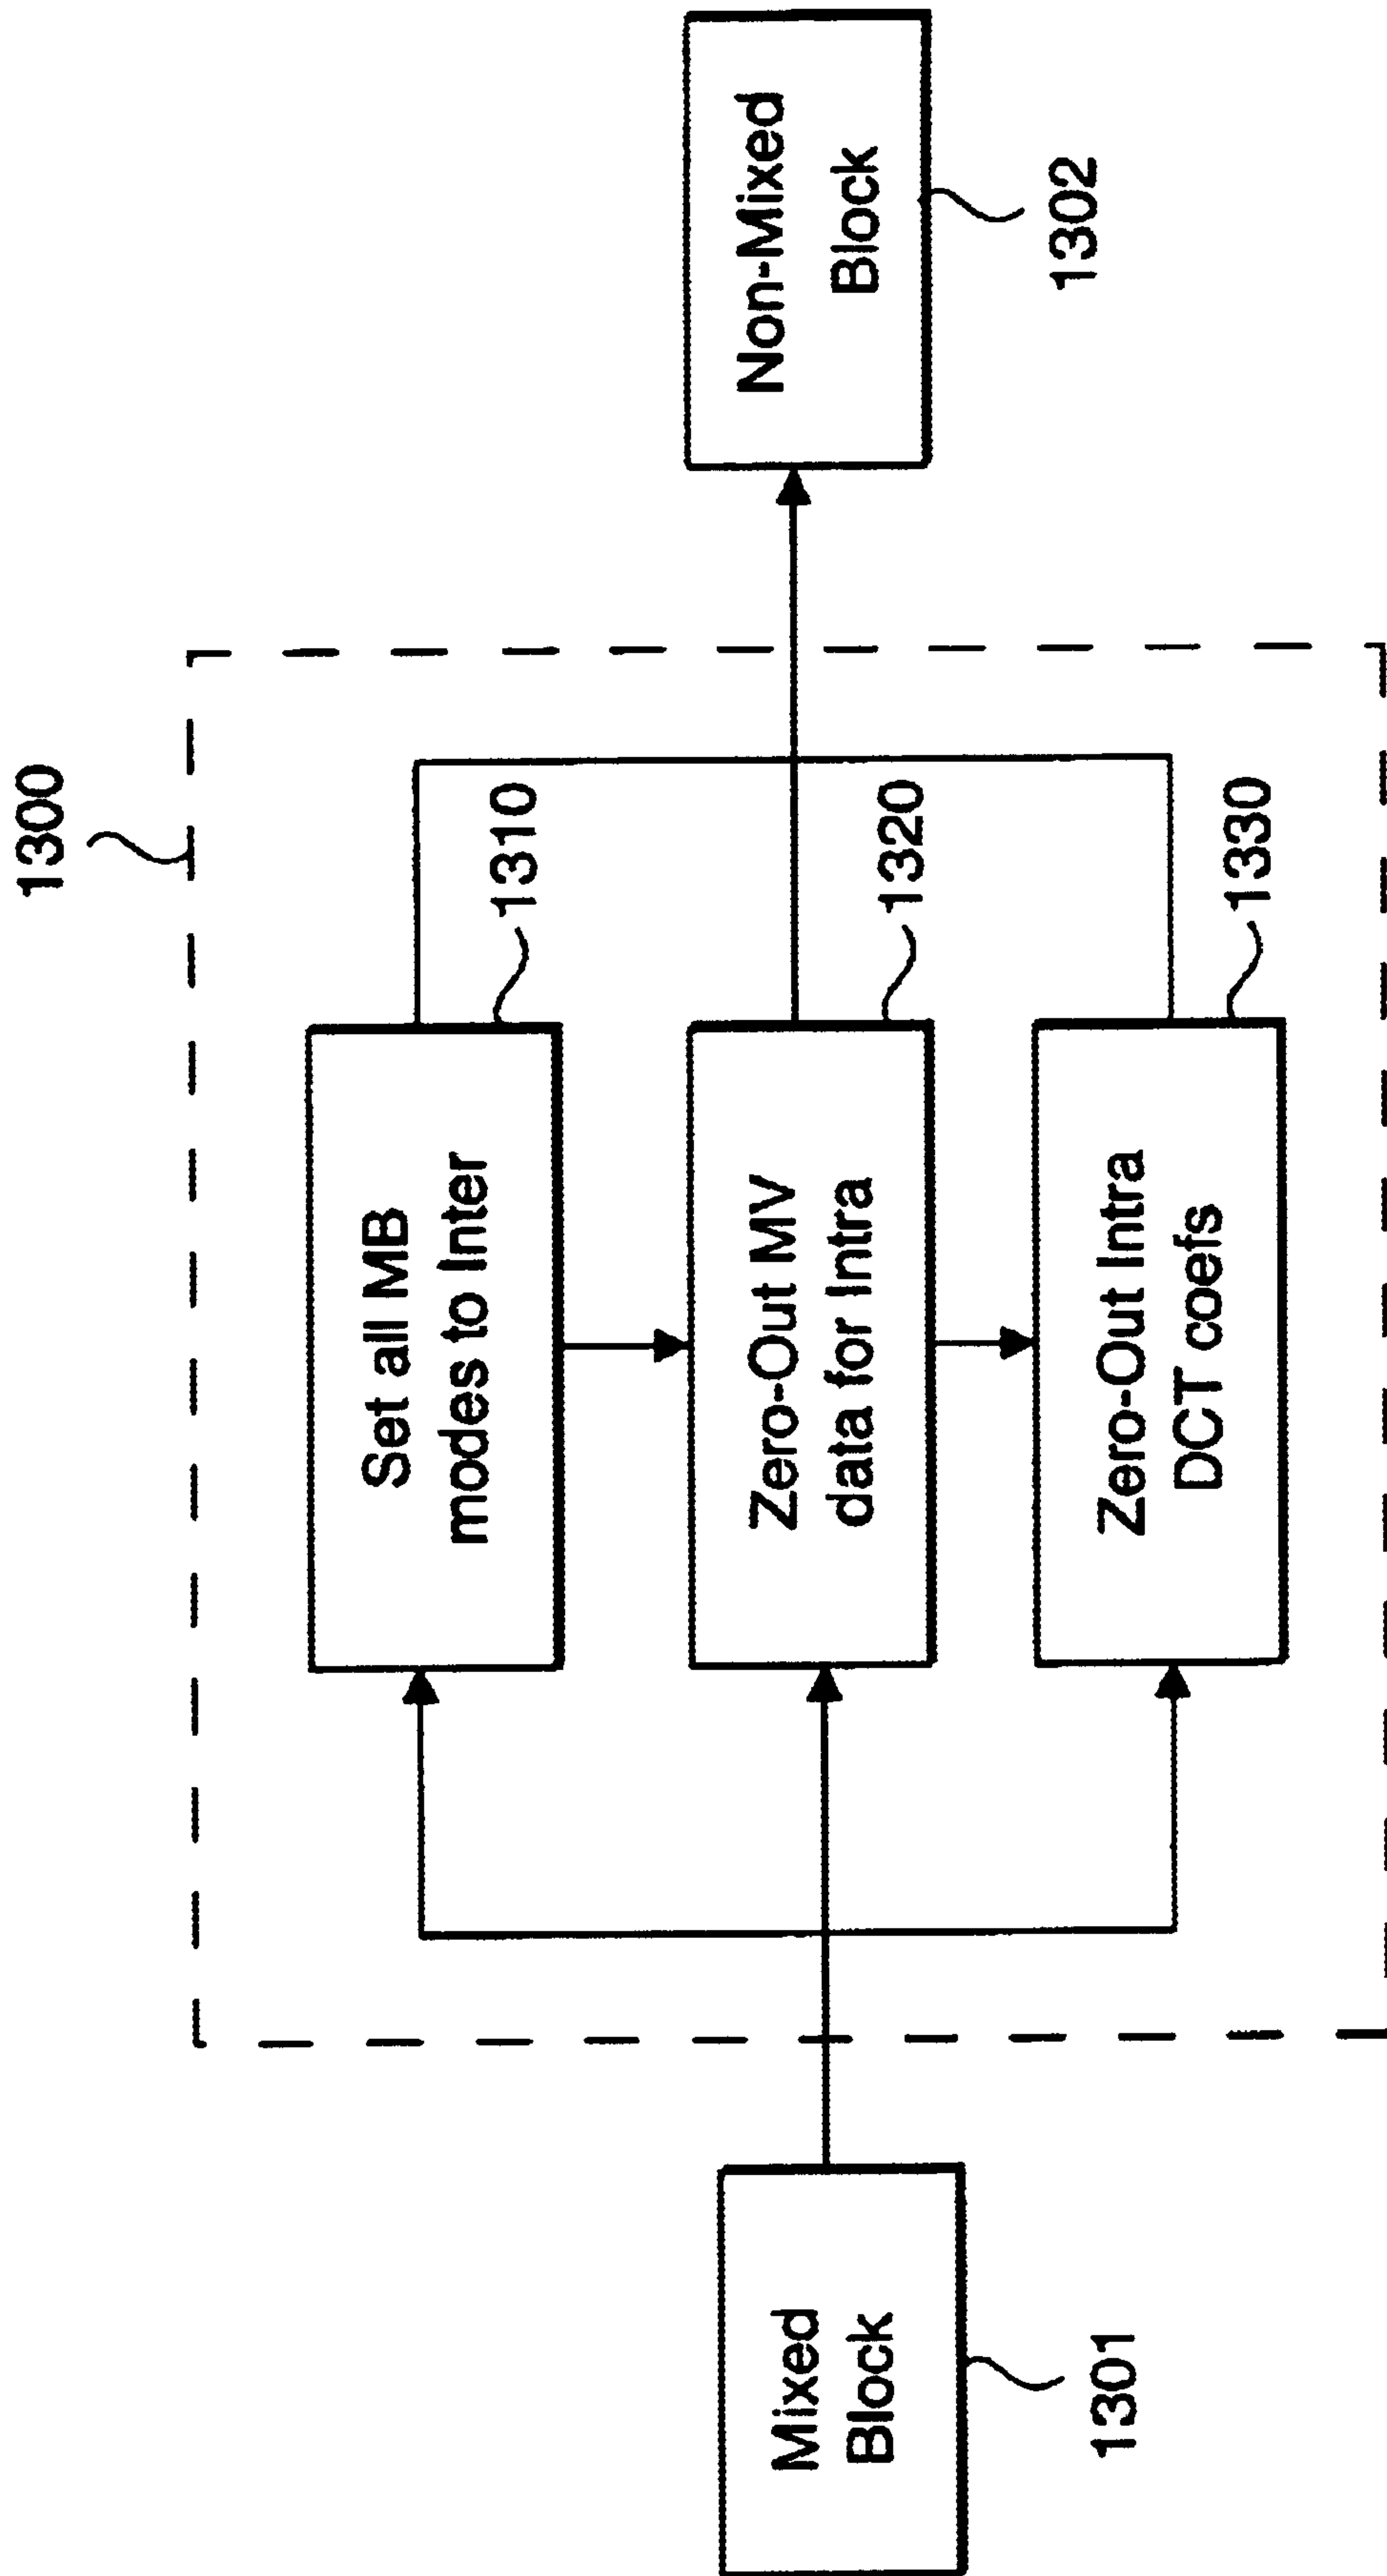 1300
Set all MB
modes to Inter
1310
Zero-Out MV
data for Intra
1320
Zero-Out Intra
DCT coefs
1330
Mixed
Block
1301
Non-Mixed
Block
1302